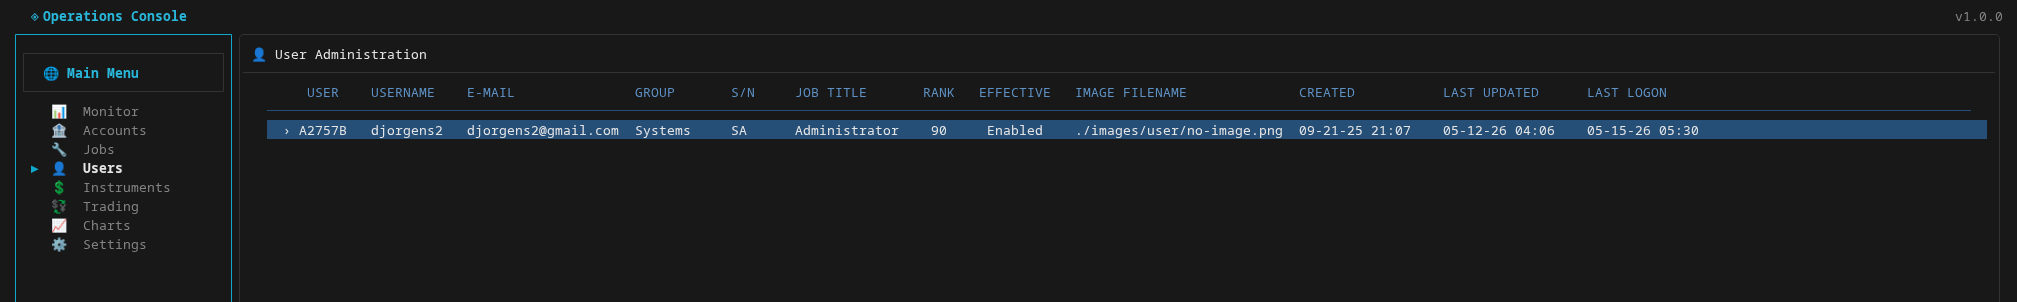 Operations Console v1.0.0
Main Menu
Monitor
Accounts
Jobs
Users
Instruments
Trading
Charts
Settings
User Administration
USER USERNAME E-MAIL GROUP S/N JOB TITLE RANK EFFECTIVE IMAGE FILENAME CREATED LAST UPDATED LAST LOGON
› A2757B djorgens2 djorgens2@gmail.com Systems SA Administrator 90 Enabled ./images/user/no-image.png 09-21-25 21:07 05-12-26 04:06 05-15-26 05:30